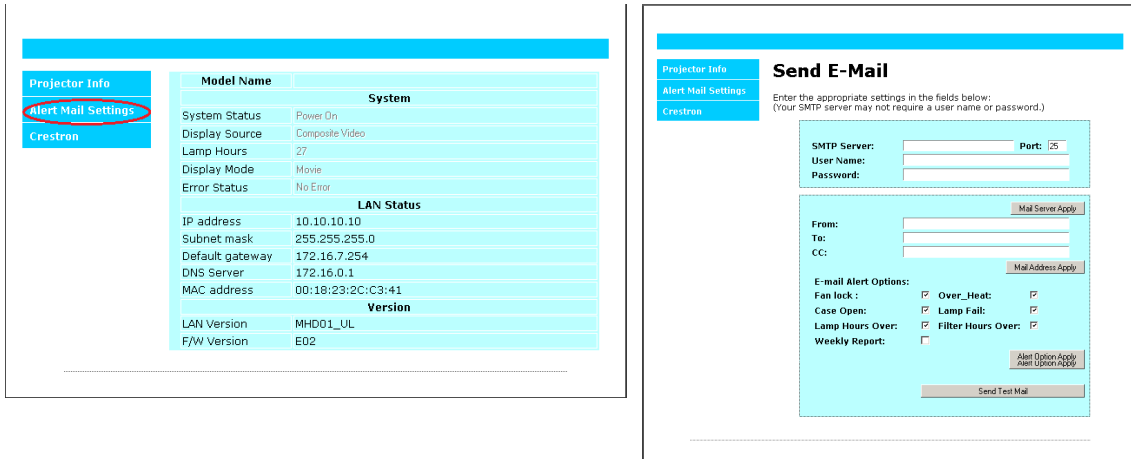 Projector Info
Alert Mail Settings
Crestron
Model Name
System
System Status Power On
Display Source Composite Video
Lamp Hours 27
Display Mode Movie
Error Status No Error
LAN Status
IP address 10.10.10.10
Subnet mask 255.255.255.0
Default gateway 172.16.7.254
DNS Server 172.16.0.1
MAC address 00:18:23:2C:C3:41
Version
LAN Version MHD01_UL
F/W Version E02
Projector Info
Alert Mail Settings
Crestron
Send E-Mail
Enter the appropriate settings in the fields below:
(Your SMTP server may not require a user name or password.)
SMTP Server: Port: 25
User Name:
Password:
Mail Server Apply
From:
To:
CC:
Mail Address Apply
E-mail Alert Options:
Fan lock : Over_Heat:
Case Open: Lamp Fail:
Lamp Hours Over: Filter Hours Over:
Weekly Report:
Alert Option Apply
Alert Option Apply
Send Test Mail